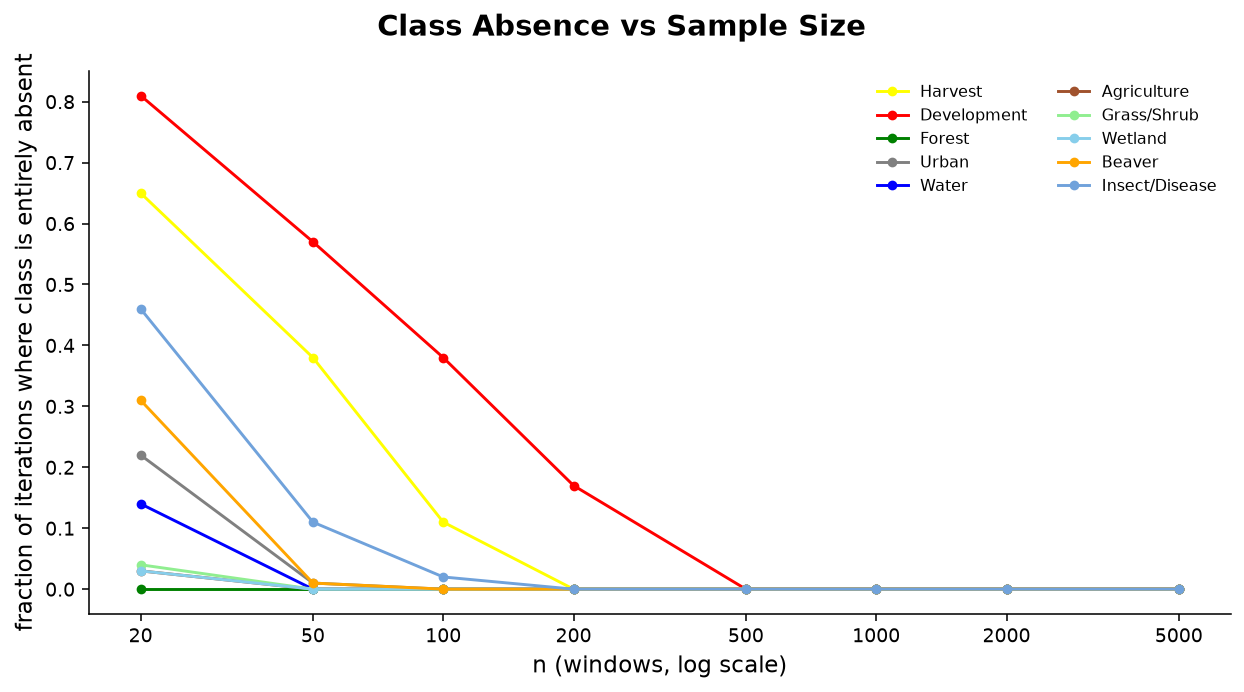 Class Absence vs Sample Size
fraction of iterations where class is entirely absent
0.8
0.7
0.6
0.5
0.4
0.3
0.2
0.1
0.0
Harvest
Development
Forest
Urban
Water
Agriculture
Grass/Shrub
Wetland
Beaver
Insect/Disease
20 50 100 200 500 1000 2000 5000
n (windows, log scale)